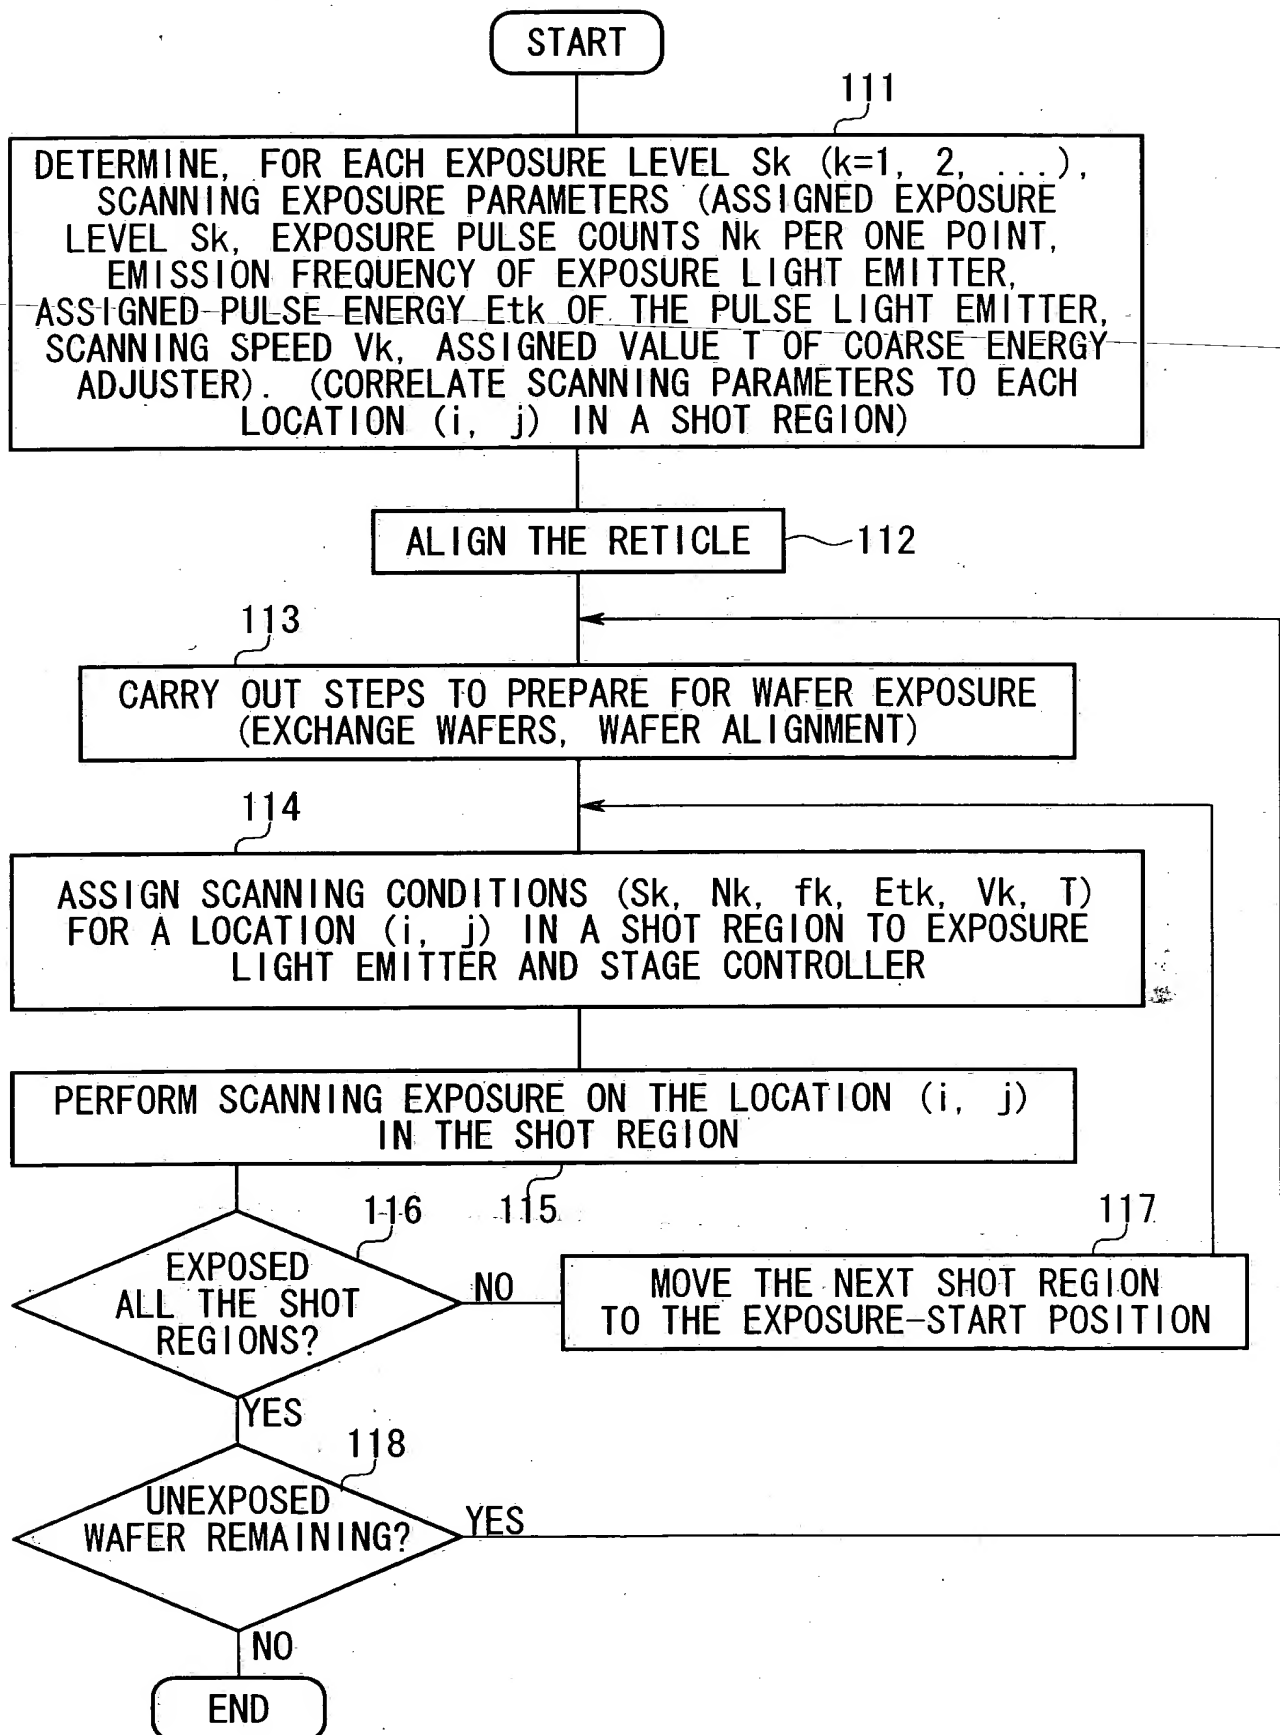 START
111
DETERMINE, FOR EACH EXPOSURE LEVEL Sk (k=1, 2, ...),
SCANNING EXPOSURE PARAMETERS (ASSIGNED EXPOSURE
LEVEL Sk, EXPOSURE PULSE COUNTS Nk PER ONE POINT,
EMISSION FREQUENCY OF EXPOSURE LIGHT EMITTER,
ASSIGNED PULSE ENERGY Etk OF THE PULSE LIGHT EMITTER,
SCANNING SPEED Vk, ASSIGNED VALUE T OF COARSE ENERGY
ADJUSTER). (CORRELATE SCANNING PARAMETERS TO EACH
LOCATION (i, j) IN A SHOT REGION)
ALIGN THE RETICLE
112
113
CARRY OUT STEPS TO PREPARE FOR WAFER EXPOSURE
(EXCHANGE WAFERS, WAFER ALIGNMENT)
114
ASSIGN SCANNING CONDITIONS (Sk, Nk, fk, Etk, Vk, T)
FOR A LOCATION (i, j) IN A SHOT REGION TO EXPOSURE
LIGHT EMITTER AND STAGE CONTROLLER
PERFORM SCANNING EXPOSURE ON THE LOCATION (i, j)
IN THE SHOT REGION
116
115
117
EXPOSED
ALL THE SHOT
REGIONS?
NO
MOVE THE NEXT SHOT REGION
TO THE EXPOSURE-START POSITION
YES
118
UNEXPOSED
WAFER REMAINING?
YES
NO
END